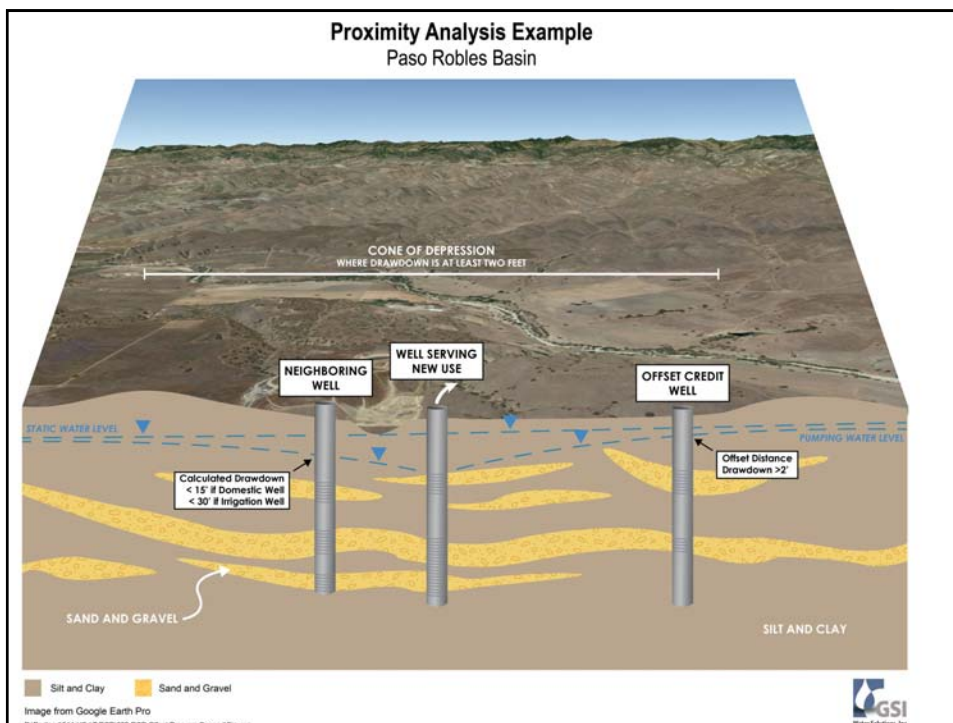 Proximity Analysis Example
Paso Robles Basin
CONE OF DEPRESSION
WHERE DRAWDOWN IS AT LEAST TWO FEET
NEIGHBORING
WELL
WELL SERVING
NEW USE
OFFSET CREDIT
WELL
STATIC WATER LEVEL
PUMPING WATER LEVEL
Calculated Drawdown
< 15' if Domestic Well
< 30' if Irrigation Well
Offset Distance
Drawdown >2'
SAND AND GRAVEL
SILT AND CLAY
Silt and Clay
Sand and Gravel
Image from Google Earth Pro
GSI
Water Solutions, Inc.